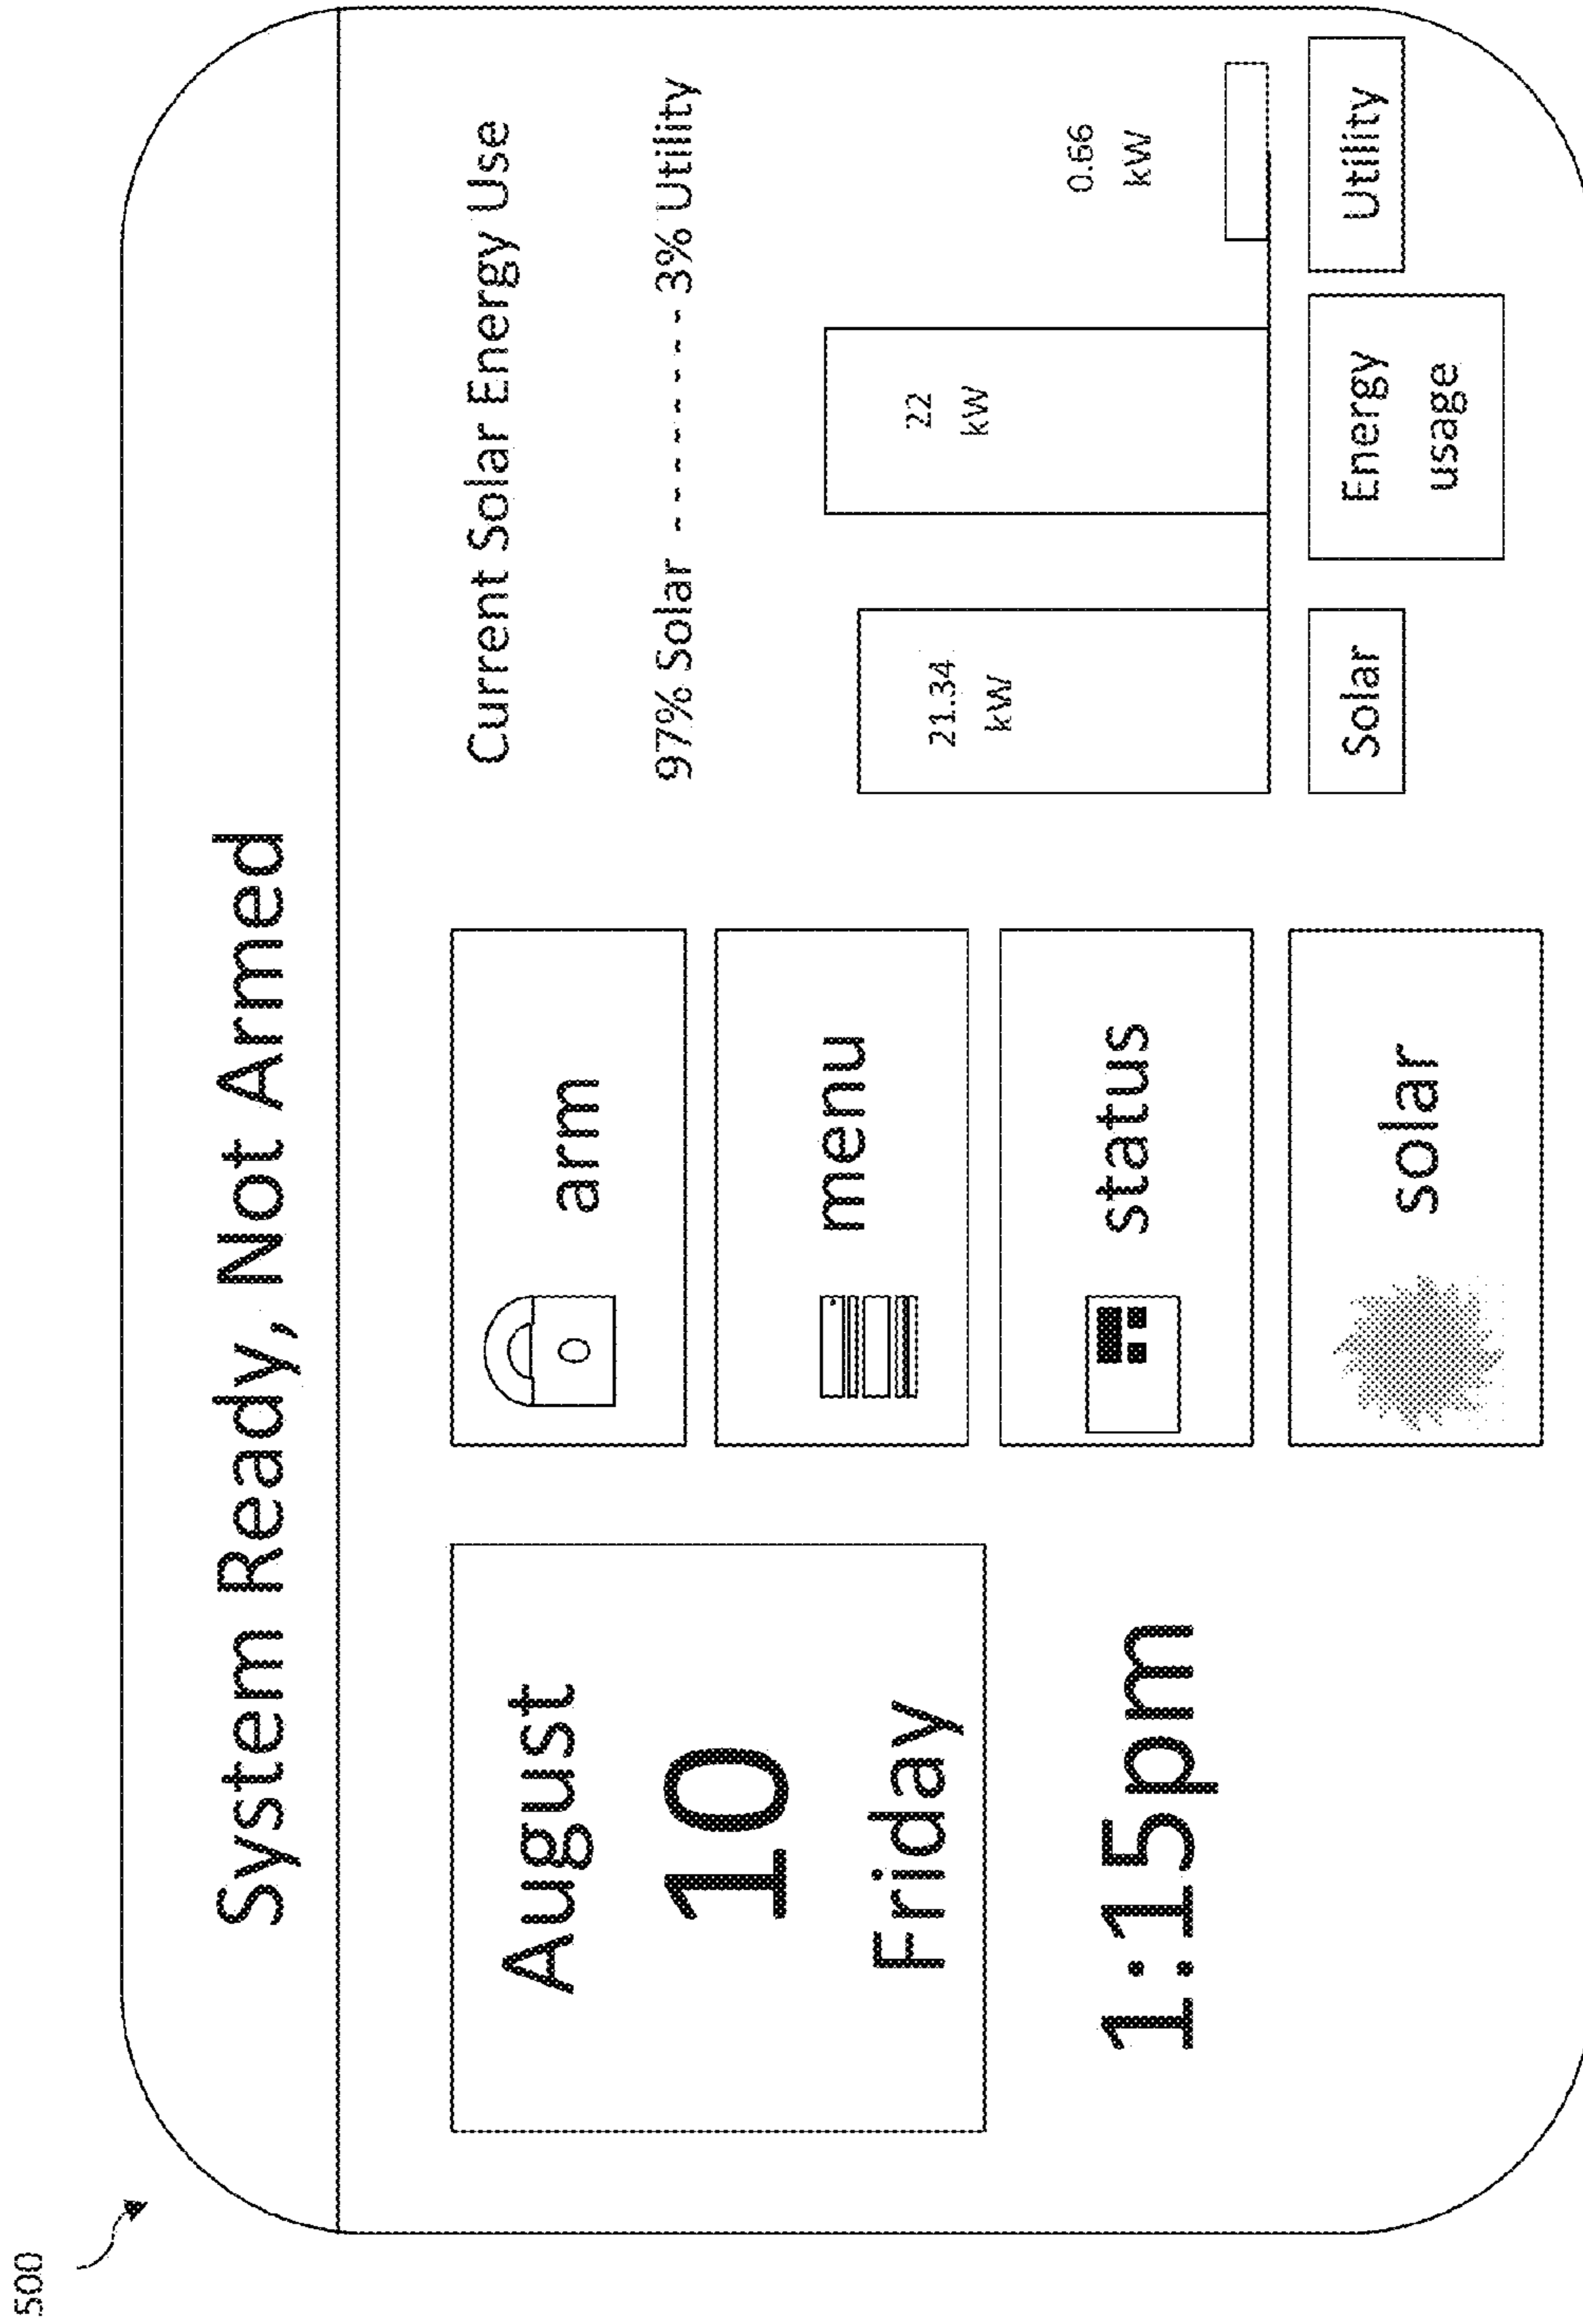 500
System Ready, Not Armed
August
10
Friday
1:15pm
arm
menu
status
solar
Current Solar Energy Use
97% Solar - - - - - - - - - 3% Utility
21.34
kW
22
kW
0.66
kW
Solar
Energy
usage
Utility